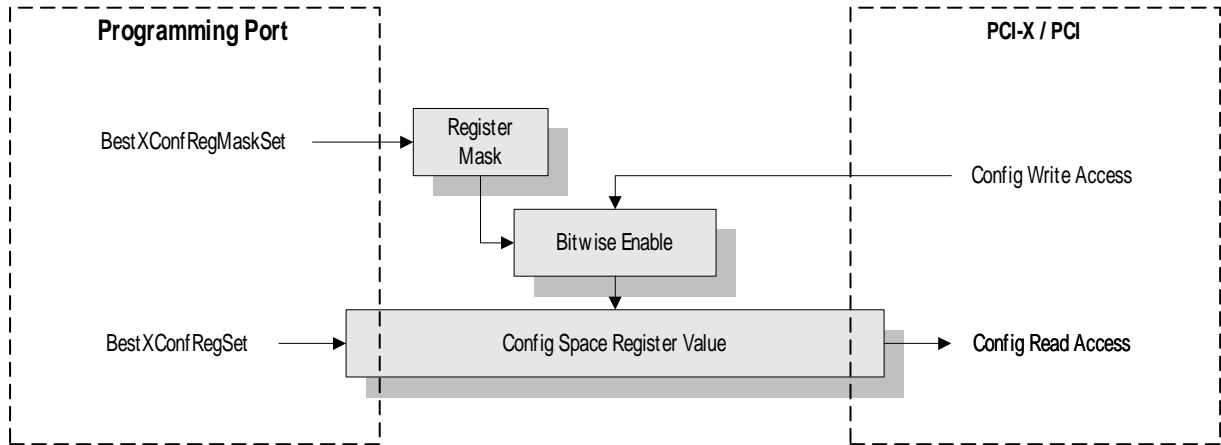 Programming Port
PCI-X / PCI
BestXConfRegMaskSet
Register
Mask
Config Write Access
Bitwise Enable
BestXConfRegSet
Config Space Register Value
Config Read Access